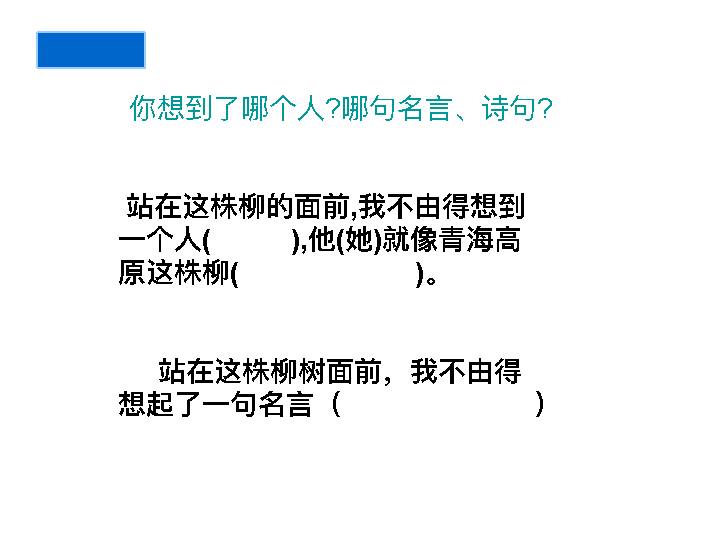 你想到了哪个人?哪句名言、诗句?
站在这株柳的面前,我不由得想到
一个人( ),他(她)就像青海高
原这株柳( )。
站在这株柳树面前，我不由得
想起了一句名言（ ）